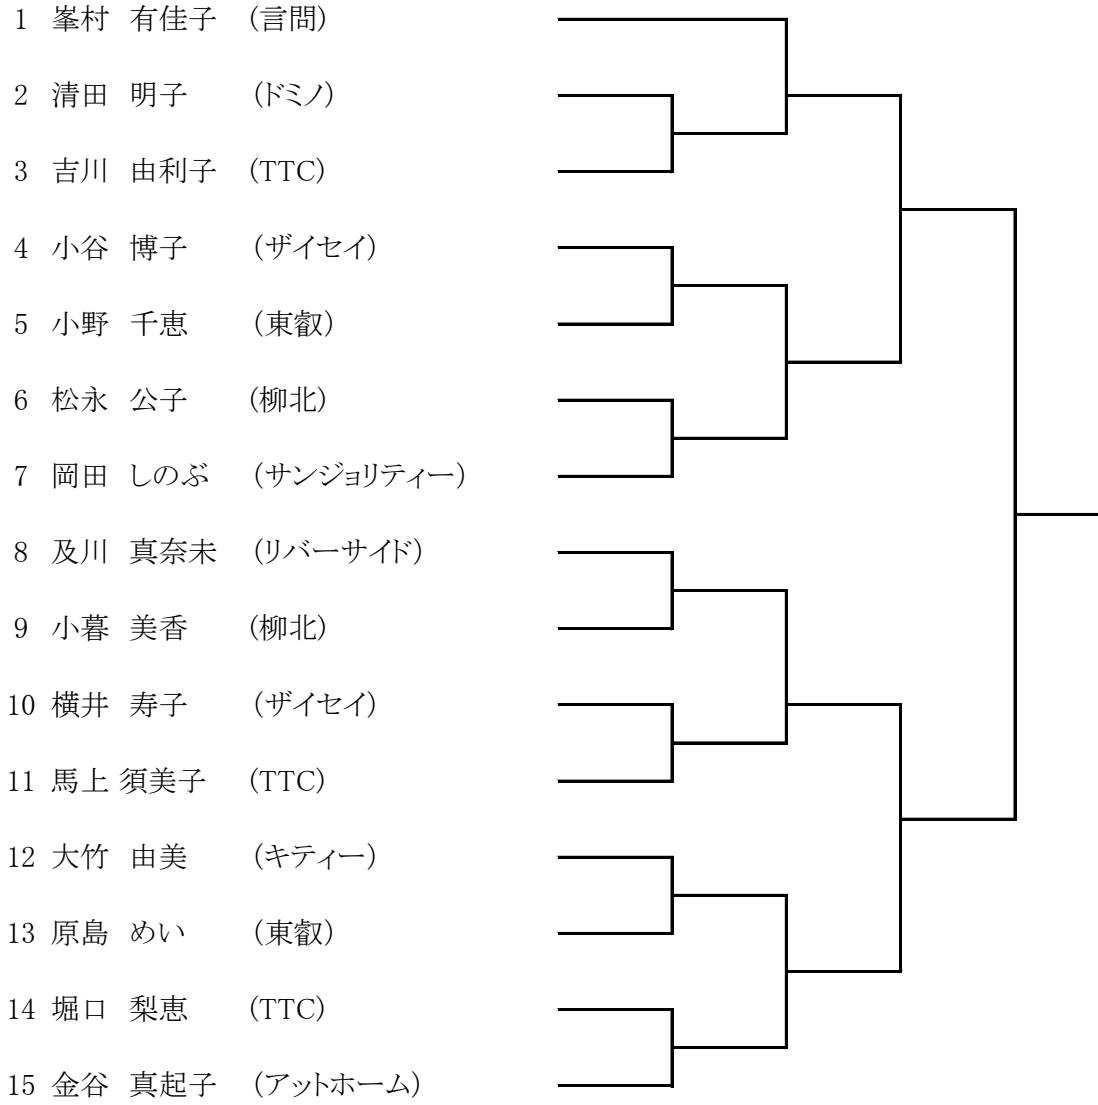 1 峯村 有佳子 (言問)
2 清田 明子 (ドミノ)
3 吉川 由利子 (TTC)
4 小谷 博子 (ザイセイ)
5 小野 千恵 (東叡)
6 松永 公子 (柳北)
7 岡田 しのぶ (サンジョリティー)
8 及川 真奈未 (リバーサイド)
9 小暮 美香 (柳北)
10 横井 寿子 (ザイセイ)
11 馬上 須美子 (TTC)
12 大竹 由美 (キティー)
13 原島 めい (東叡)
14 堀口 梨恵 (TTC)
15 金谷 真起子 (アットホーム)